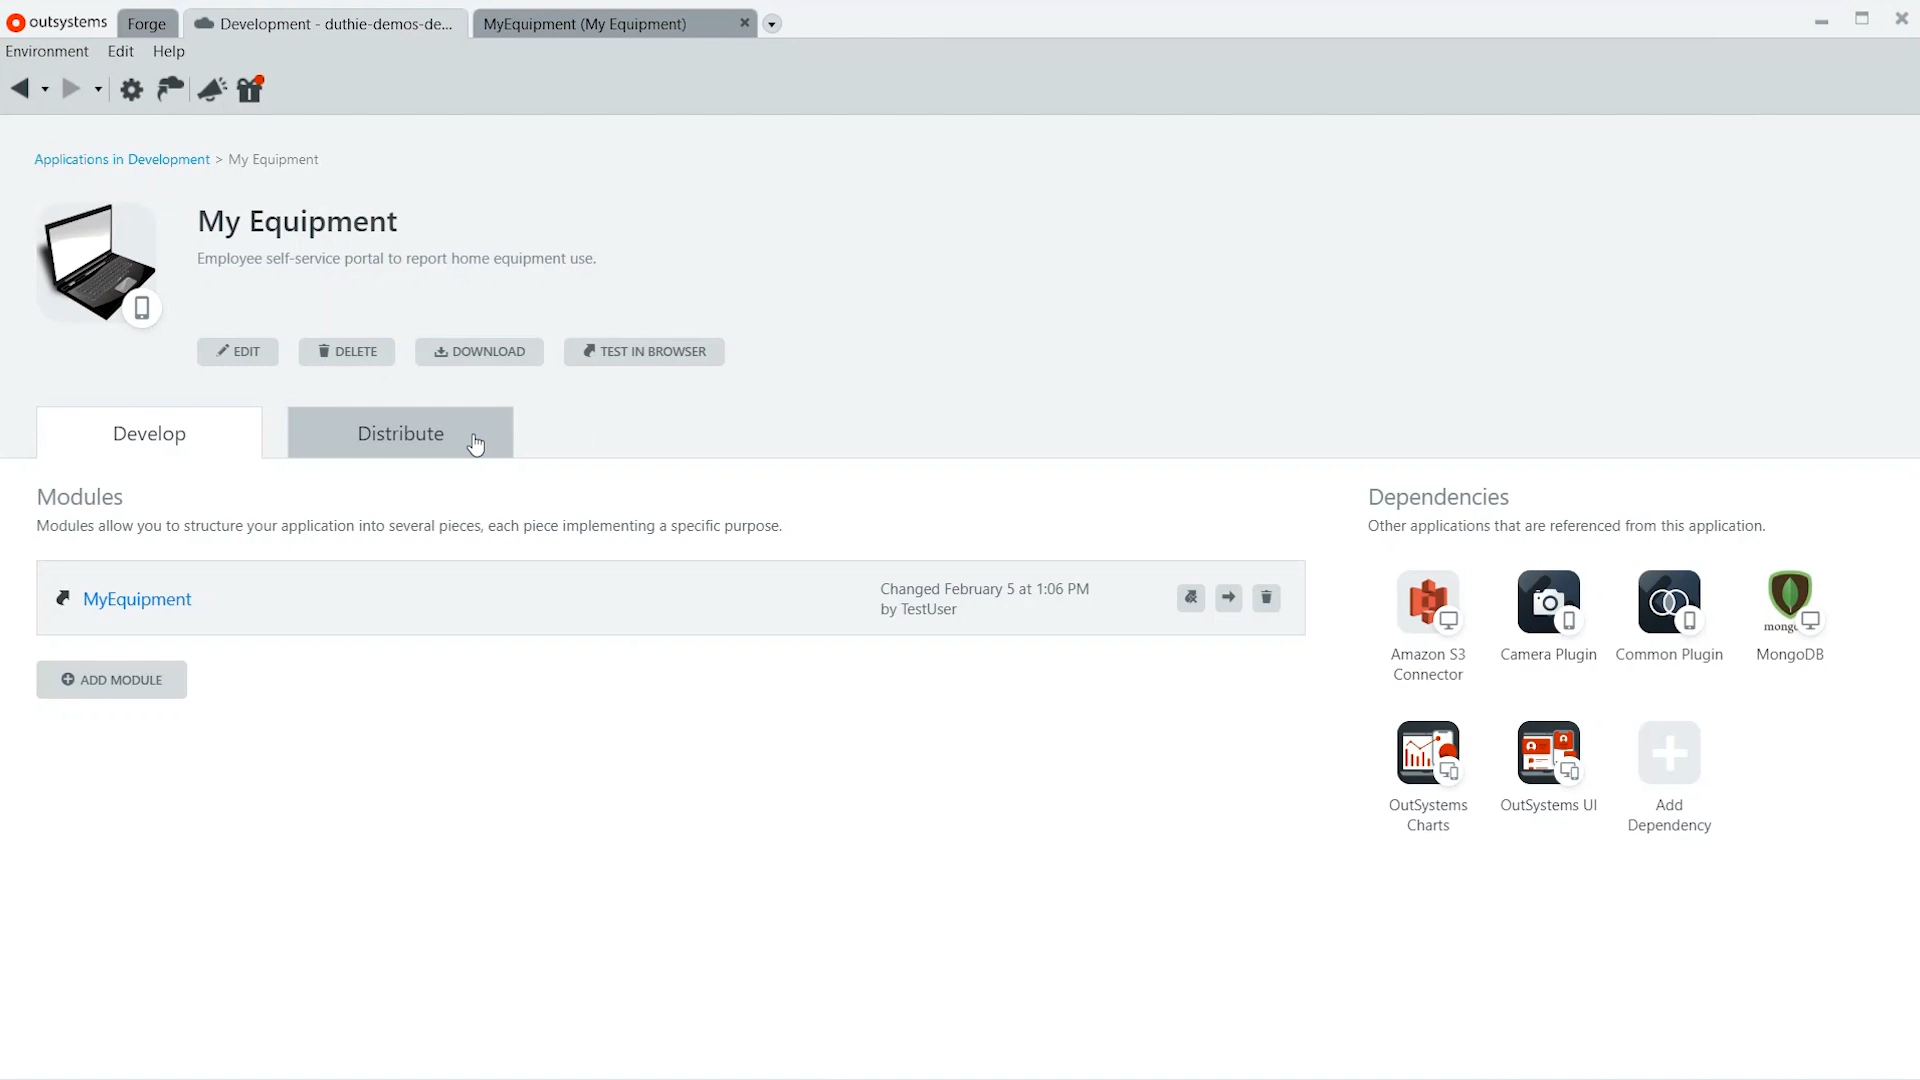 outsystems
Forge
Development - duthie-demos-de...
MyEquipment (My Equipment)
Environment Edit Help
Applications in Development > My Equipment
My Equipment
Employee self-service portal to report home equipment use.
EDIT
DELETE
DOWNLOAD
TEST IN BROWSER
Develop
Distribute
Modules
Modules allow you to structure your application into several pieces, each piece implementing a specific purpose.
MyEquipment
Changed February 5 at 1:06 PM
by TestUser
ADD MODULE
Dependencies
Other applications that are referenced from this application.
Amazon S3
Connector
Camera Plugin
Common Plugin
MongoDB
OutSystems
Charts
OutSystems UI
Add
Dependency